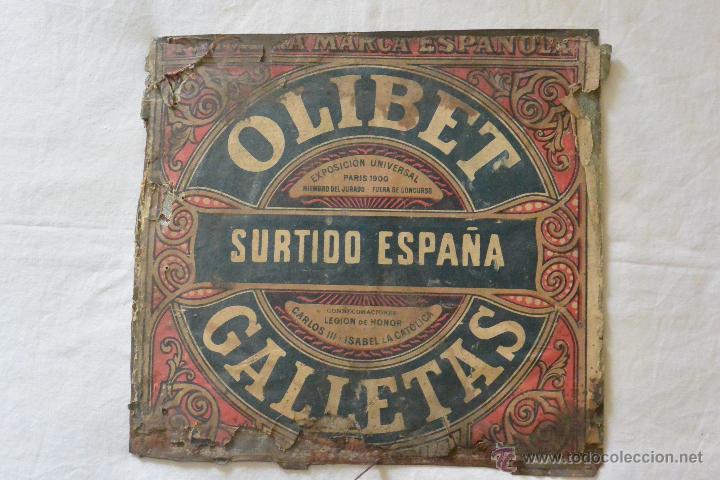 MARCA ESPAÑOLA
OLIBET
EXPOSICIÓN UNIVERSAL
PARIS 1900
MIEMBRO DEL JURADO - FUERA DE CONCURSO
SURTIDO ESPAÑA
CONDECORACIONES
LEGION DE HONOR
CARLOS III - ISABEL LA CATÓLICA
GALLETAS
© todocoleccion.net